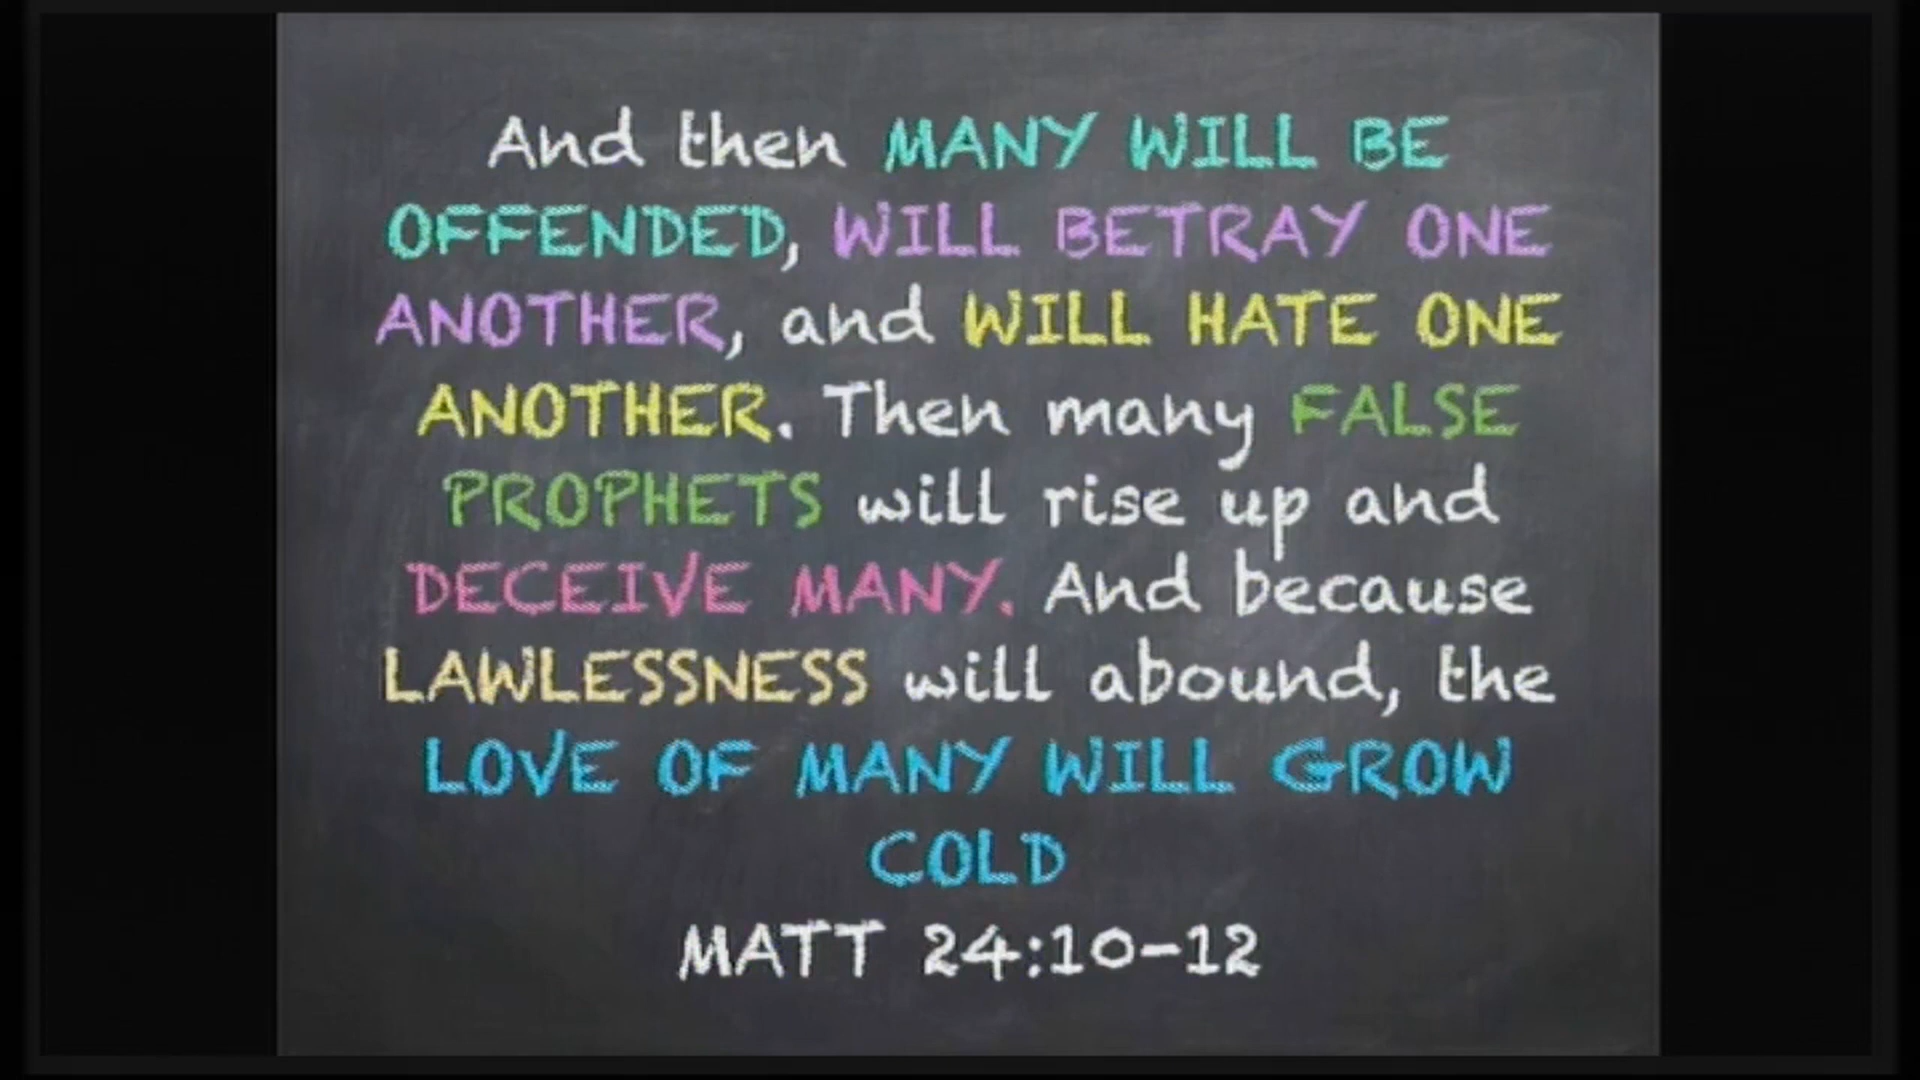 And then MANY WILL BE
OFFENDED, WILL BETRAY ONE
ANOTHER, and WILL HATE ONE
ANOTHER. Then many FALSE
PROPHETS will rise up and
DECEIVE MANY. And because
LAWLESSNESS will abound, the
LOVE OF MANY WILL GROW
COLD
MATT 24:10-12